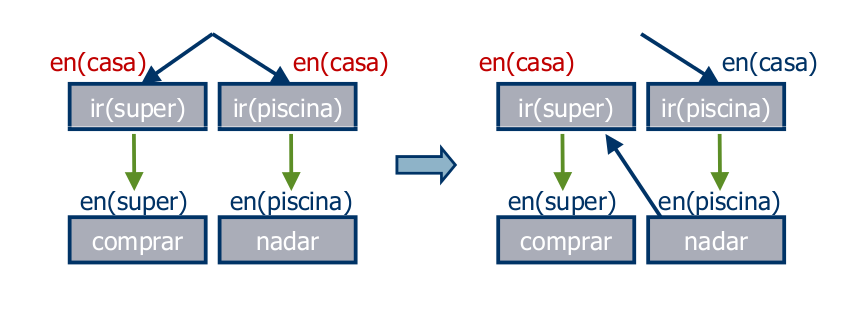 en(casa) en(casa)
ir(super) ir(piscina)
en(super) en(piscina)
comprar nadar
en(casa) en(casa)
ir(super) ir(piscina)
en(super) en(piscina)
comprar nadar